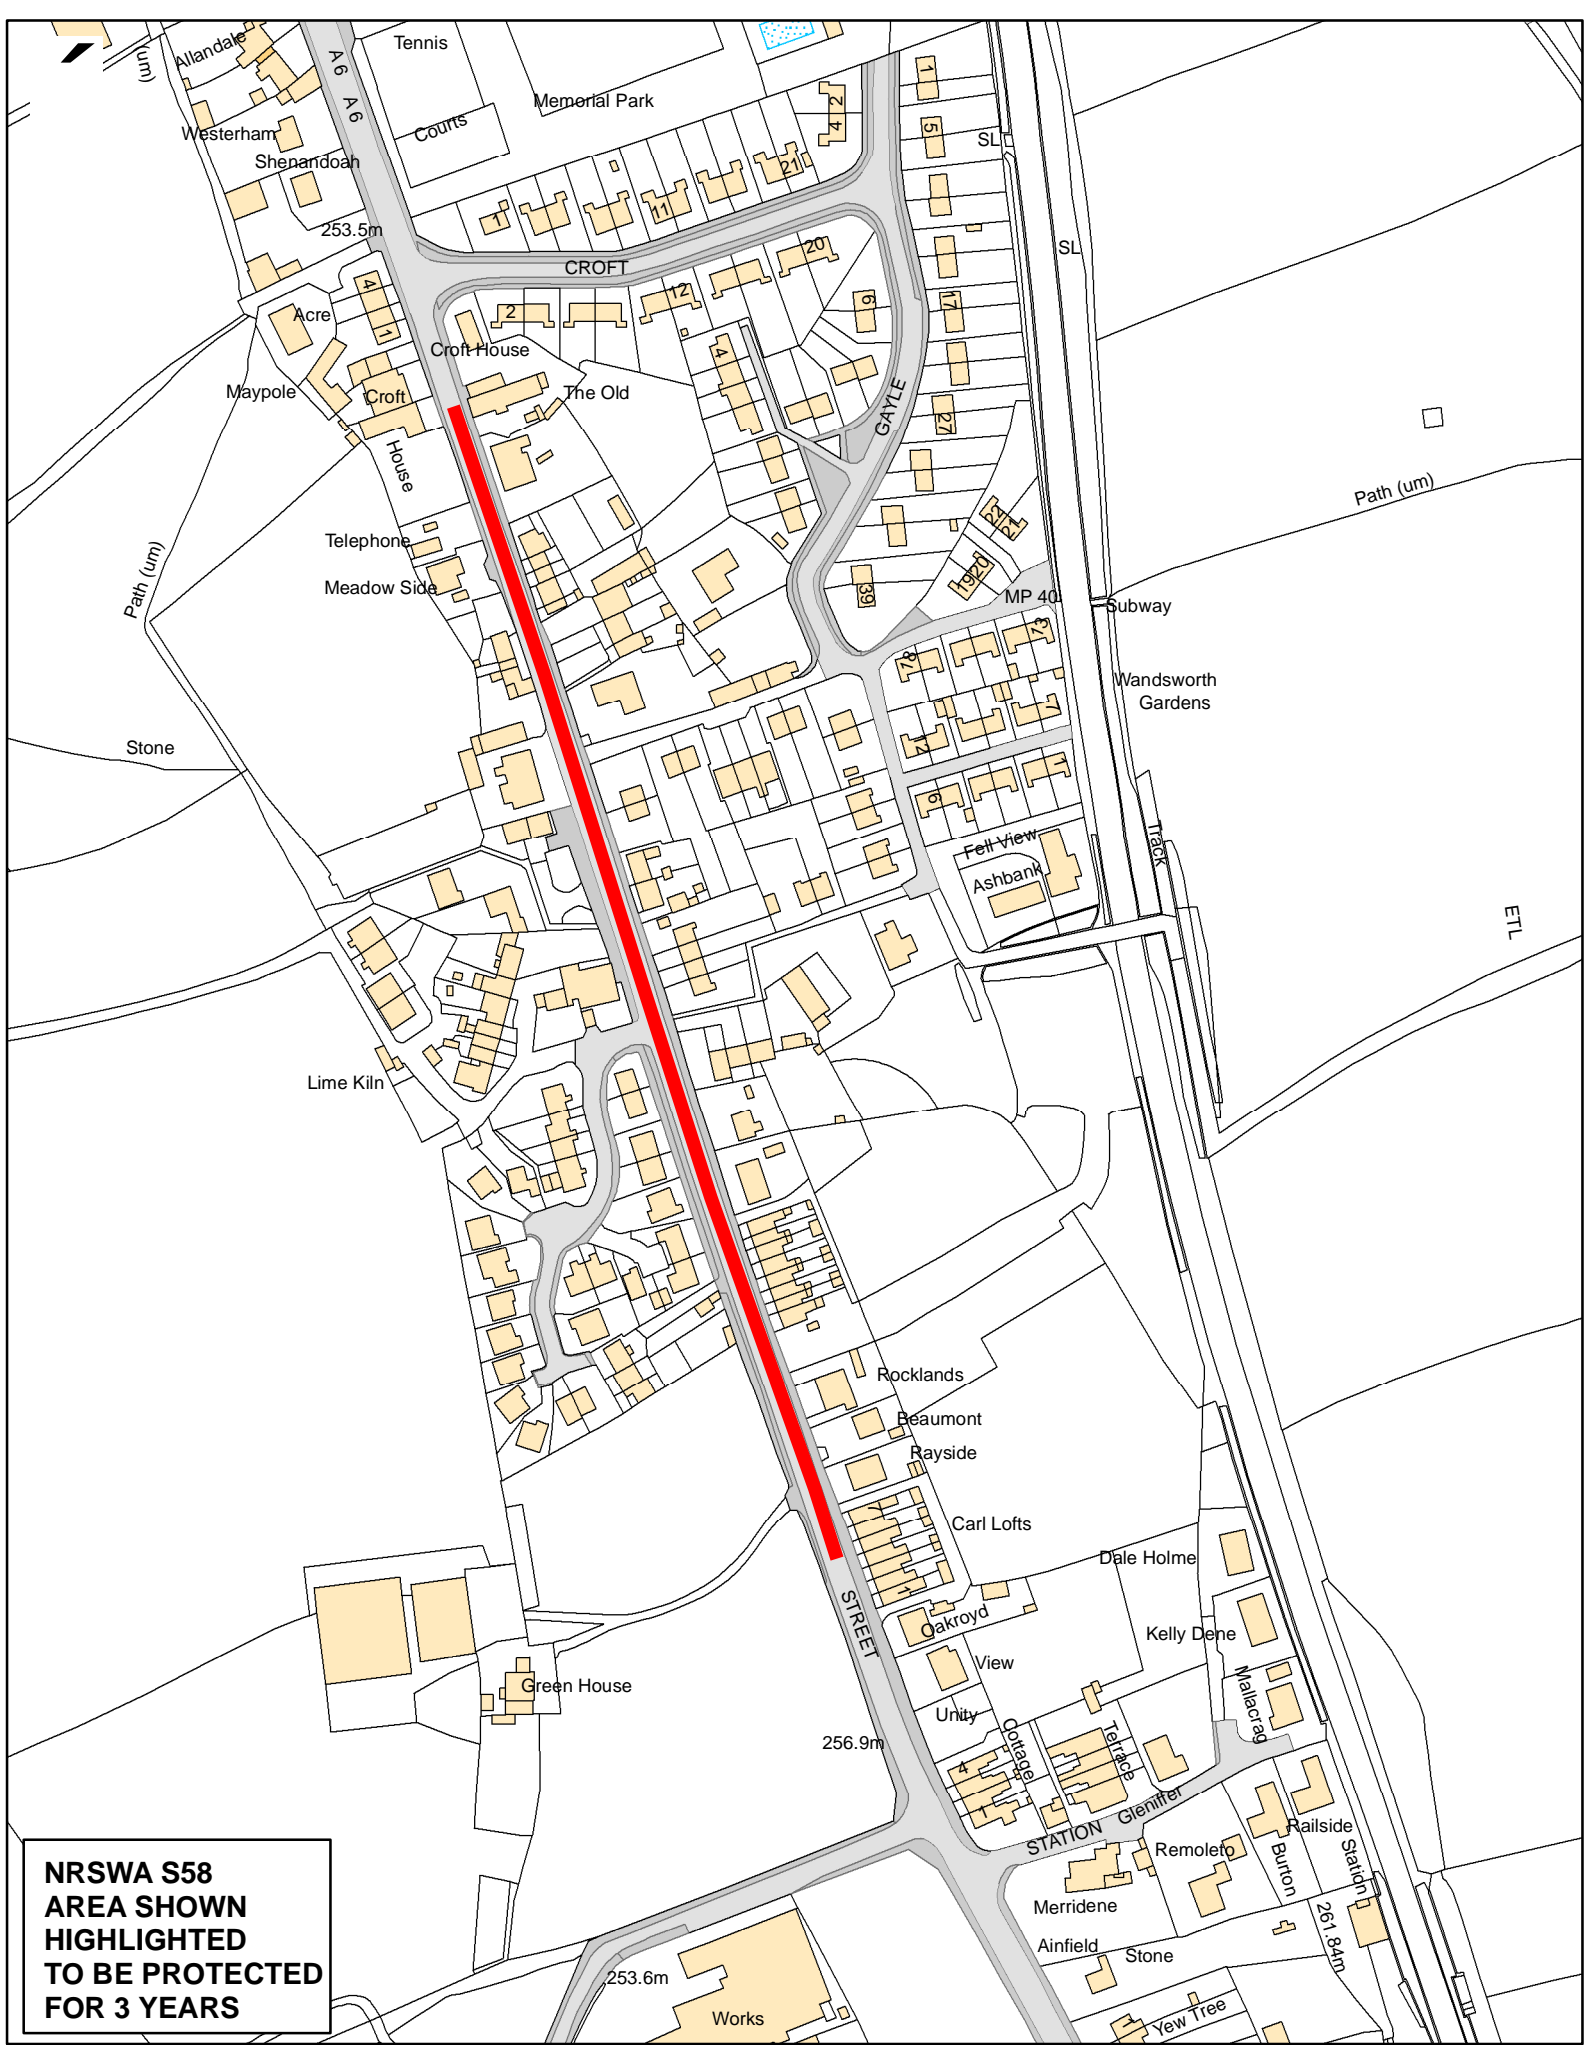 Allandale
(um)
A 6
A 6
Tennis
Courts
Memorial Park
2
4
1
5
SL
Westerham
Shenandoah
21
11
1
253.5m
CROFT
20
SL
4
1
Acre
2
12
6
17
Croft House
4
Maypole
Croft
The Old
GAYLE
27
House
Path (um)
22
21
Telephone
Meadow Side
Path (um)
39
1920
MP 40
Subway
73
78
Wandsworth
Gardens
7
12
Stone
1
6
Fell View
Track
Ashbank
ETL
Lime Kiln
Rocklands
Beaumont
Rayside
7
Carl Lofts
Dale Holme
1
STREET
Oakroyd
Kelly Dene
View
Green House
Mallacrag
Unity
Cottage
Terrace
256.9m
4
1
Gleniffer
STATION
Railside
Remoleto
Burton
Station
Merridene
261.84m
Ainfield
Stone
253.6m
Works
Yew Tree
1
NRSWA S58
AREA SHOWN
HIGHLIGHTED
TO BE PROTECTED
FOR 3 YEARS